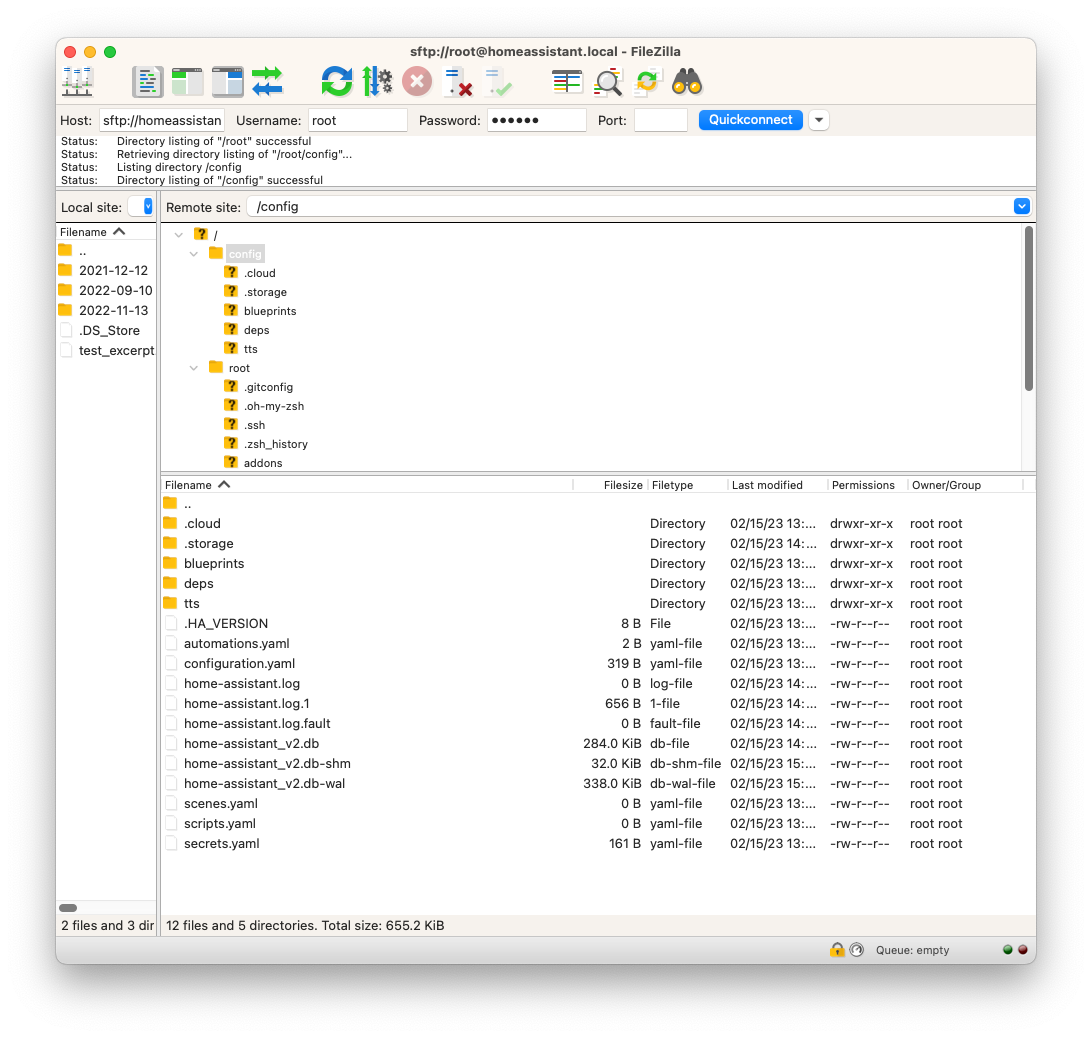 sftp://root@homeassistant.local - FileZilla
Host: sftp://homeassistan Username: root Password: •••••• Port: Quickconnect
Status: Directory listing of "/root" successful
Status: Retrieving directory listing of "/root/config"...
Status: Listing directory /config
Status: Directory listing of "/config" successful
Local site:
Filename
..
2021-12-12
2022-09-10
2022-11-13
.DS_Store
test_excerpt
2 files and 3 dir
Remote site: /config
/
config
.cloud
.storage
blueprints
deps
tts
root
.gitconfig
.oh-my-zsh
.ssh
.zsh_history
addons
Filename Filesize Filetype Last modified Permissions Owner/Group
..
.cloud Directory 02/15/23 13:... drwxr-xr-x root root
.storage Directory 02/15/23 14:... drwxr-xr-x root root
blueprints Directory 02/15/23 13:... drwxr-xr-x root root
deps Directory 02/15/23 13:... drwxr-xr-x root root
tts Directory 02/15/23 13:... drwxr-xr-x root root
.HA_VERSION 8 B File 02/15/23 13:... -rw-r--r-- root root
automations.yaml 2 B yaml-file 02/15/23 13:... -rw-r--r-- root root
configuration.yaml 319 B yaml-file 02/15/23 13:... -rw-r--r-- root root
home-assistant.log 0 B log-file 02/15/23 14:... -rw-r--r-- root root
home-assistant.log.1 656 B 1-file 02/15/23 14:... -rw-r--r-- root root
home-assistant.log.fault 0 B fault-file 02/15/23 14:... -rw-r--r-- root root
home-assistant_v2.db 284.0 KiB db-file 02/15/23 14:... -rw-r--r-- root root
home-assistant_v2.db-shm 32.0 KiB db-shm-file 02/15/23 15:... -rw-r--r-- root root
home-assistant_v2.db-wal 338.0 KiB db-wal-file 02/15/23 15:... -rw-r--r-- root root
scenes.yaml 0 B yaml-file 02/15/23 13:... -rw-r--r-- root root
scripts.yaml 0 B yaml-file 02/15/23 13:... -rw-r--r-- root root
secrets.yaml 161 B yaml-file 02/15/23 13:... -rw-r--r-- root root
12 files and 5 directories. Total size: 655.2 KiB
Queue: empty